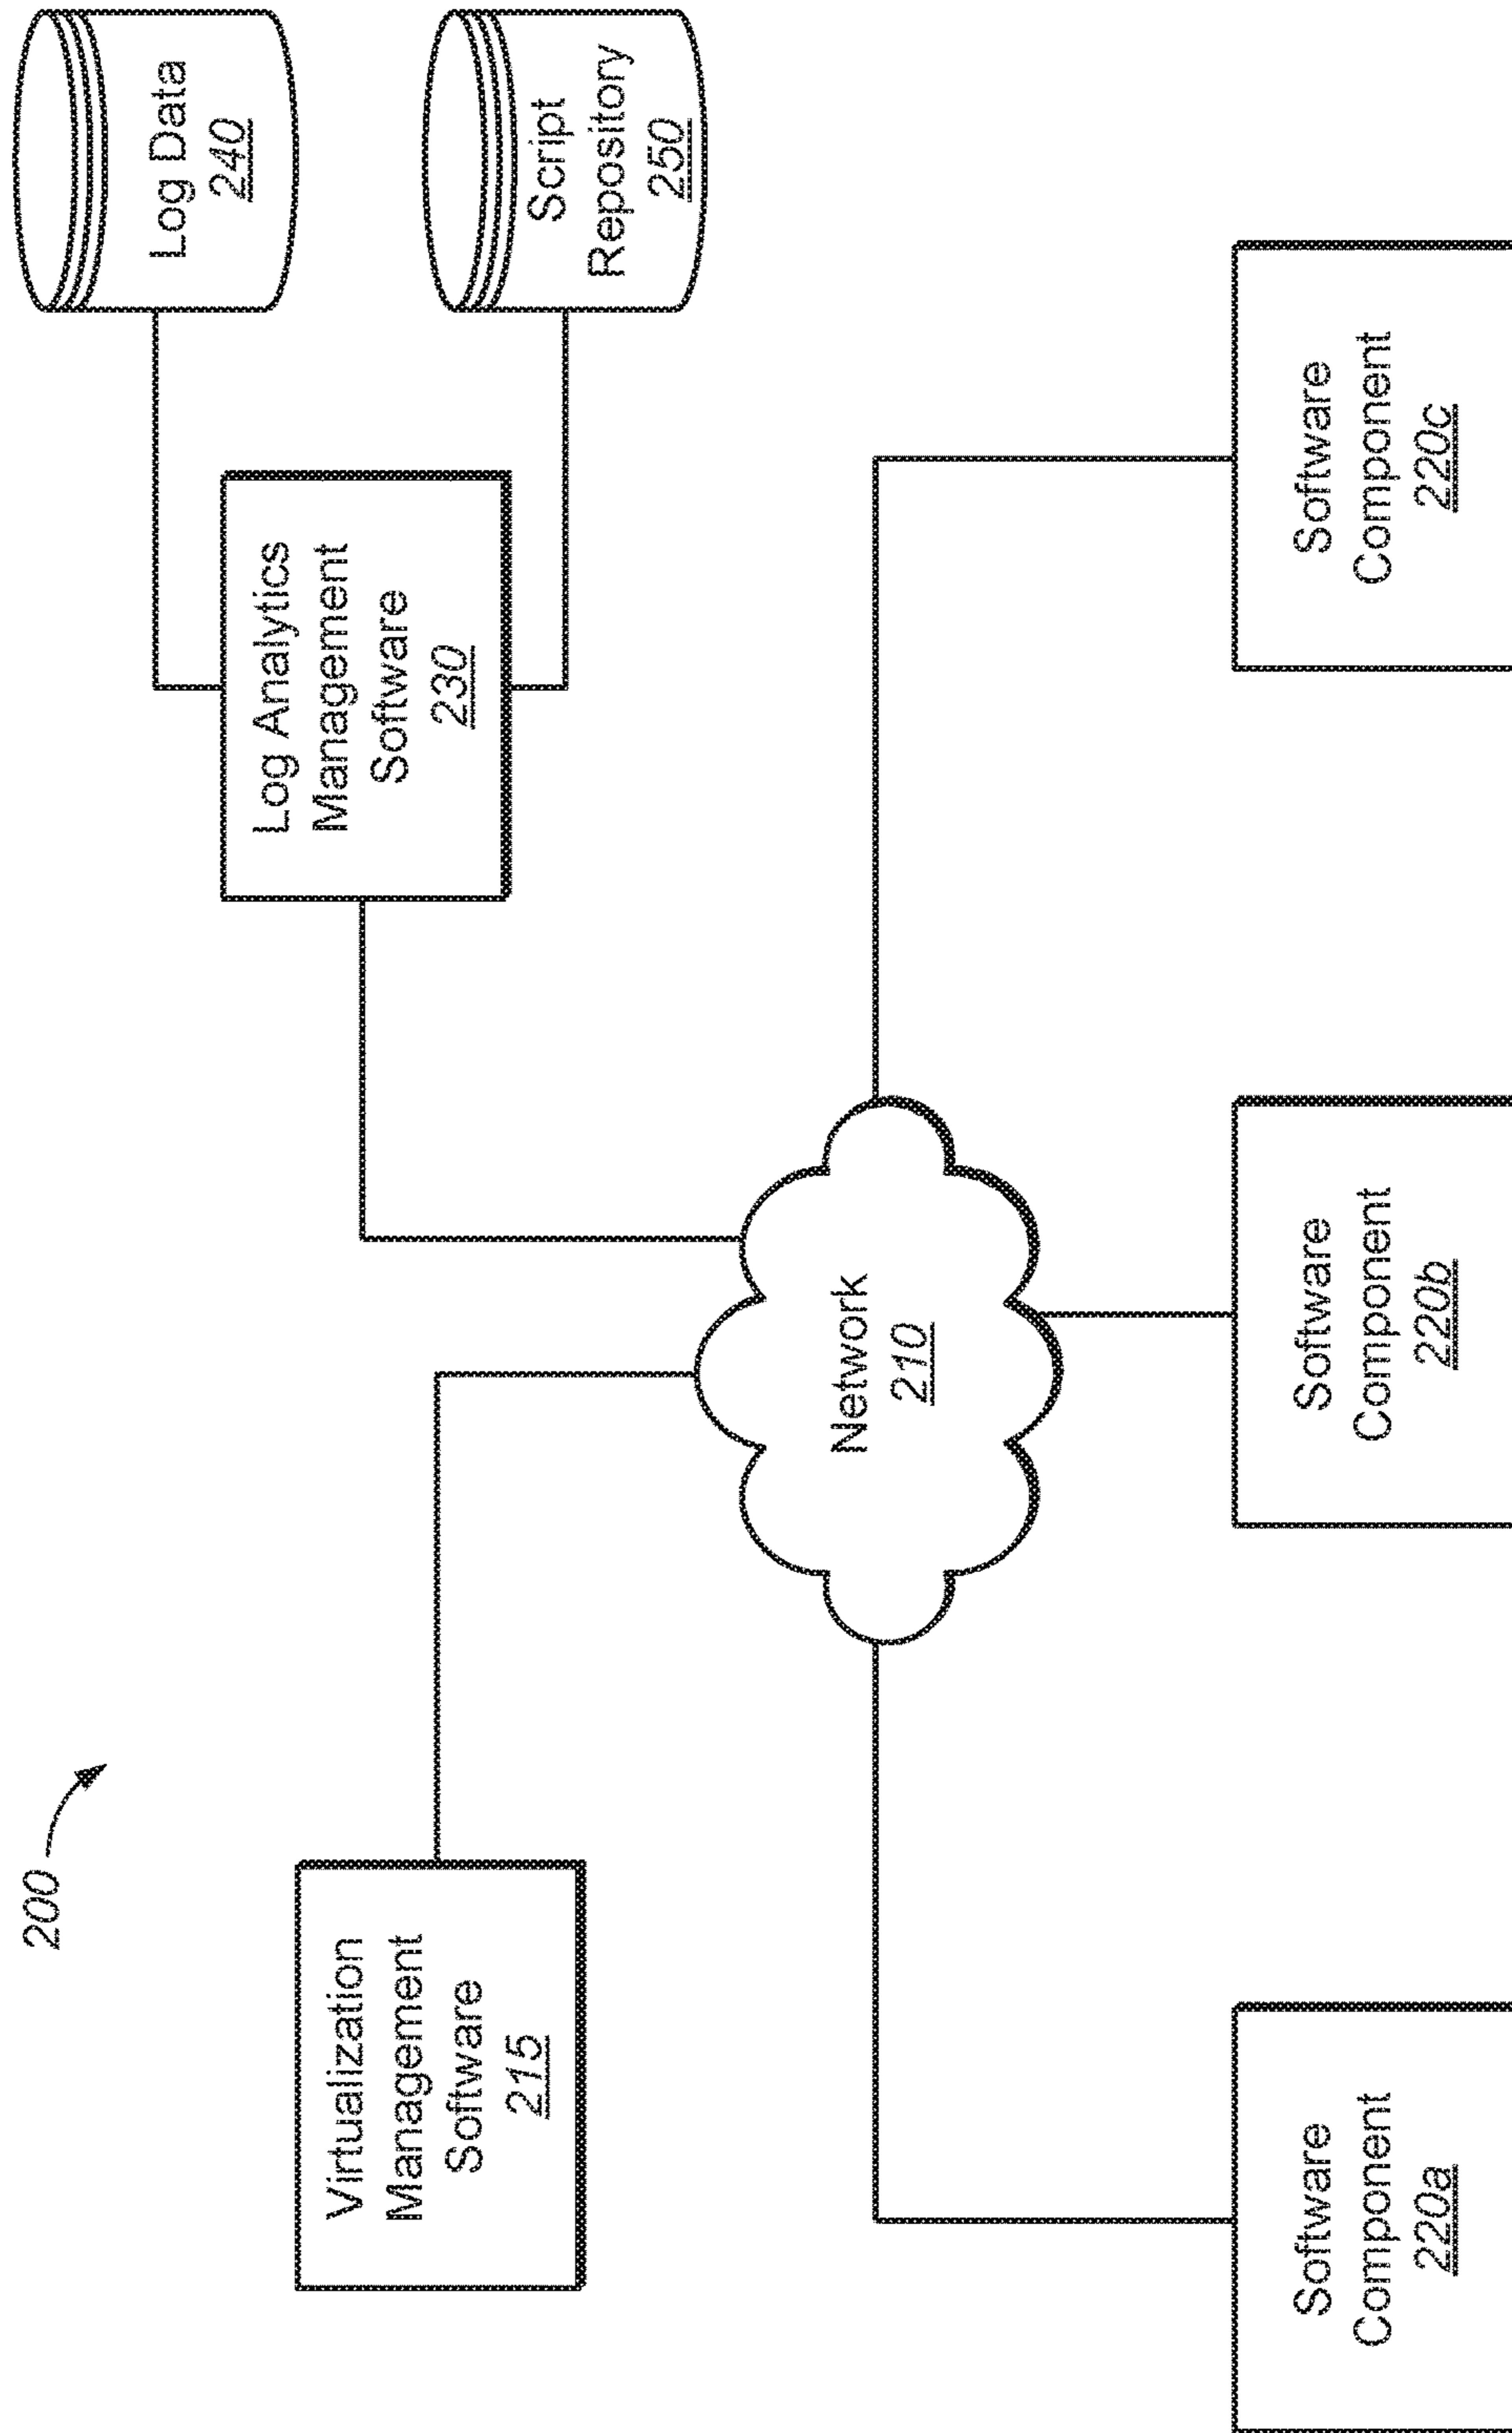 200
Log Data
240
Log Analytics
Management
Software
230
Script
Repository
250
Virtualization
Management
Software
215
Network
210
Software
Component
220a
Software
Component
220b
Software
Component
220c